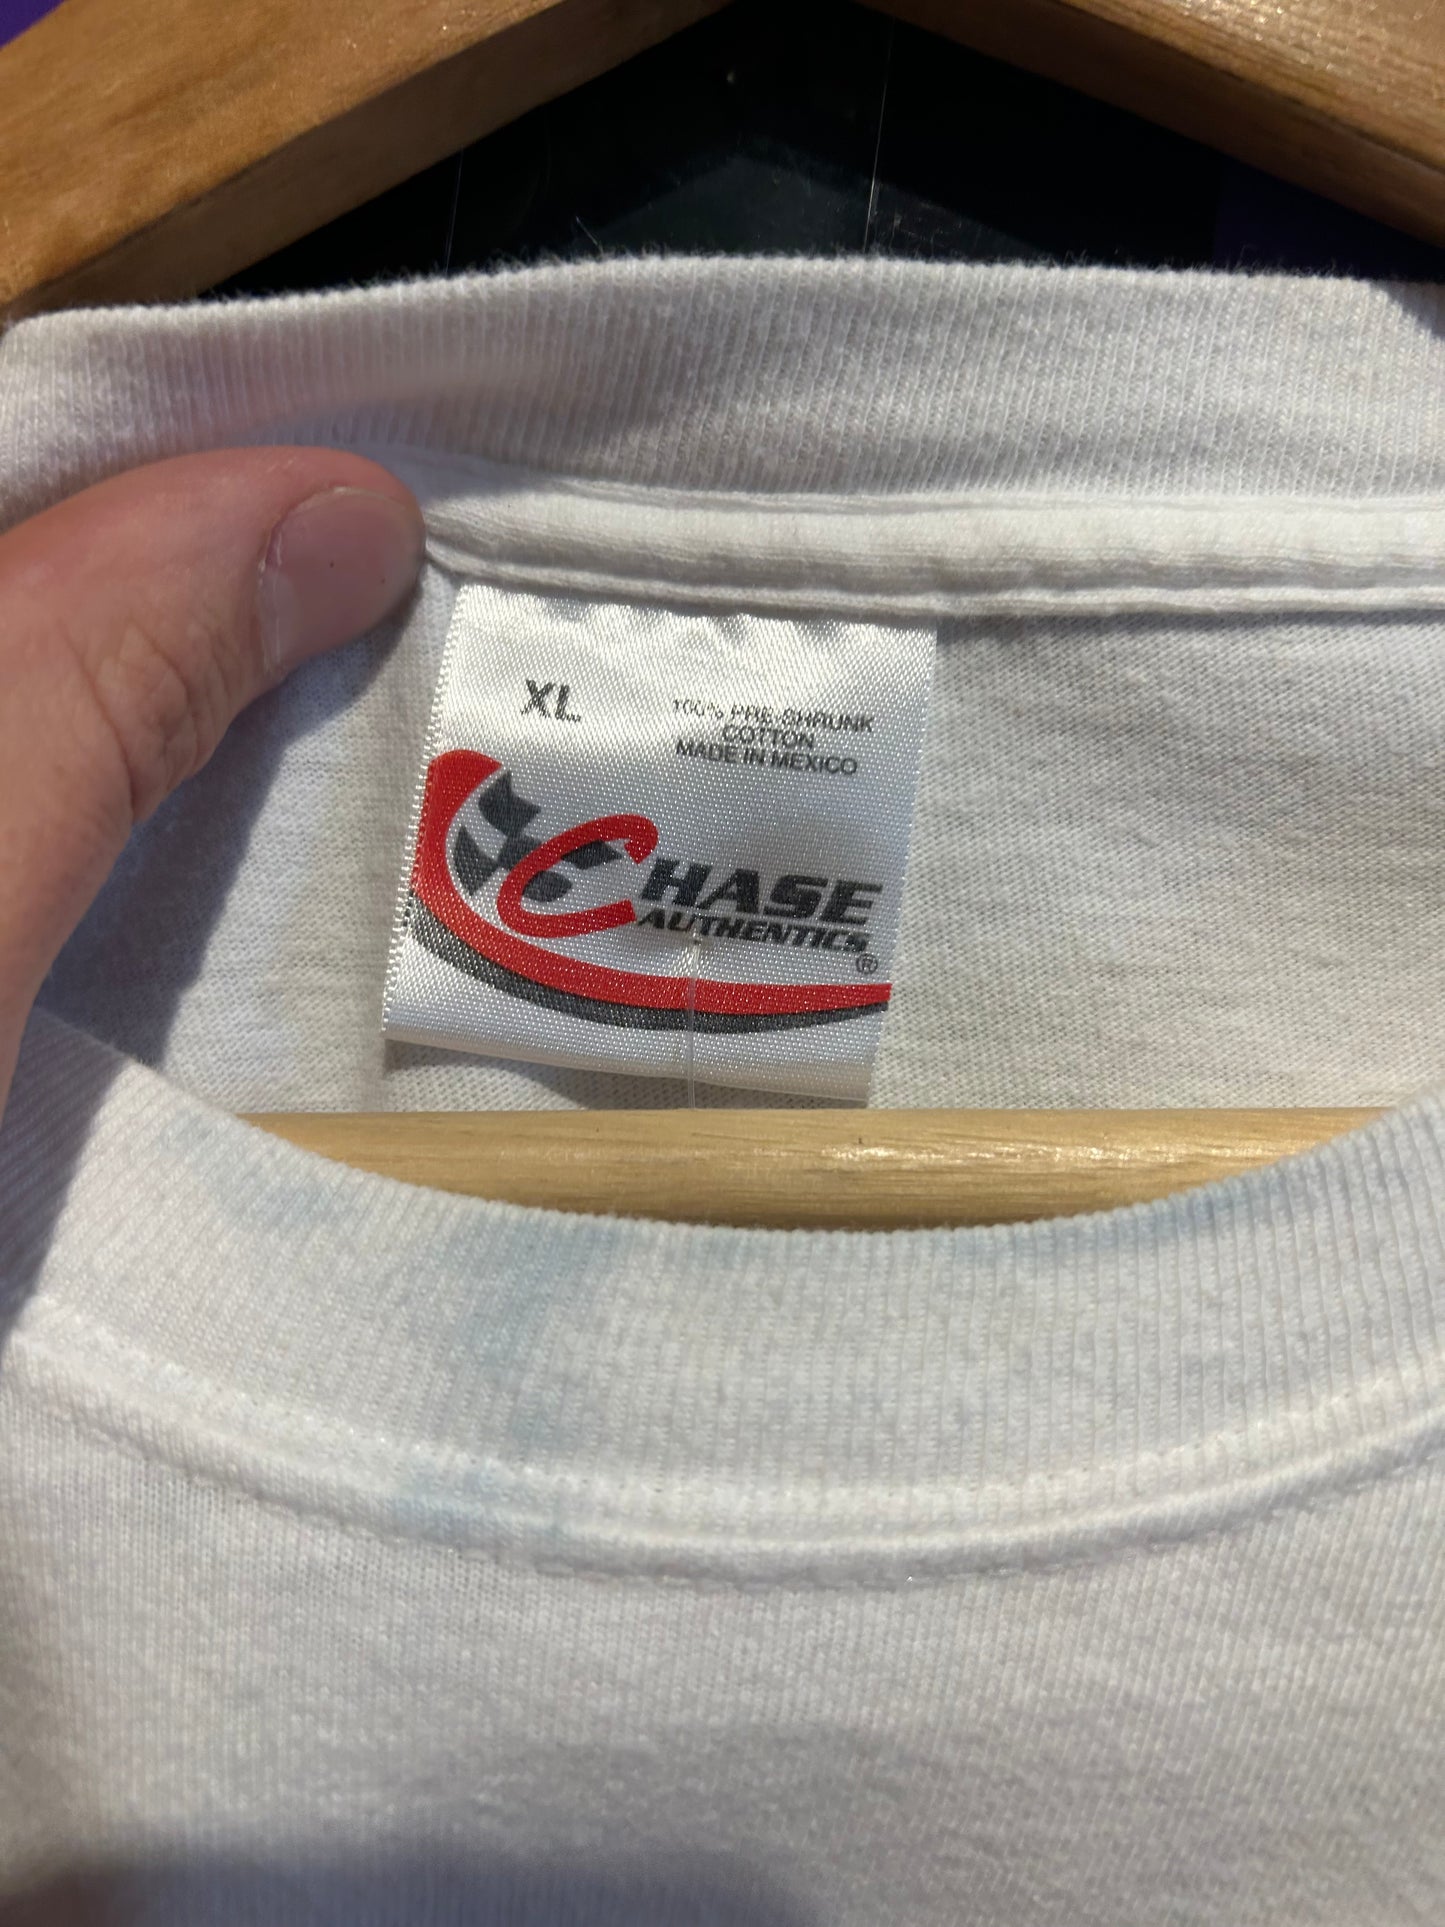 XL
100% PRE-SHRUNK
COTTON
MADE IN MEXICO
CHASE
AUTHENTICS®